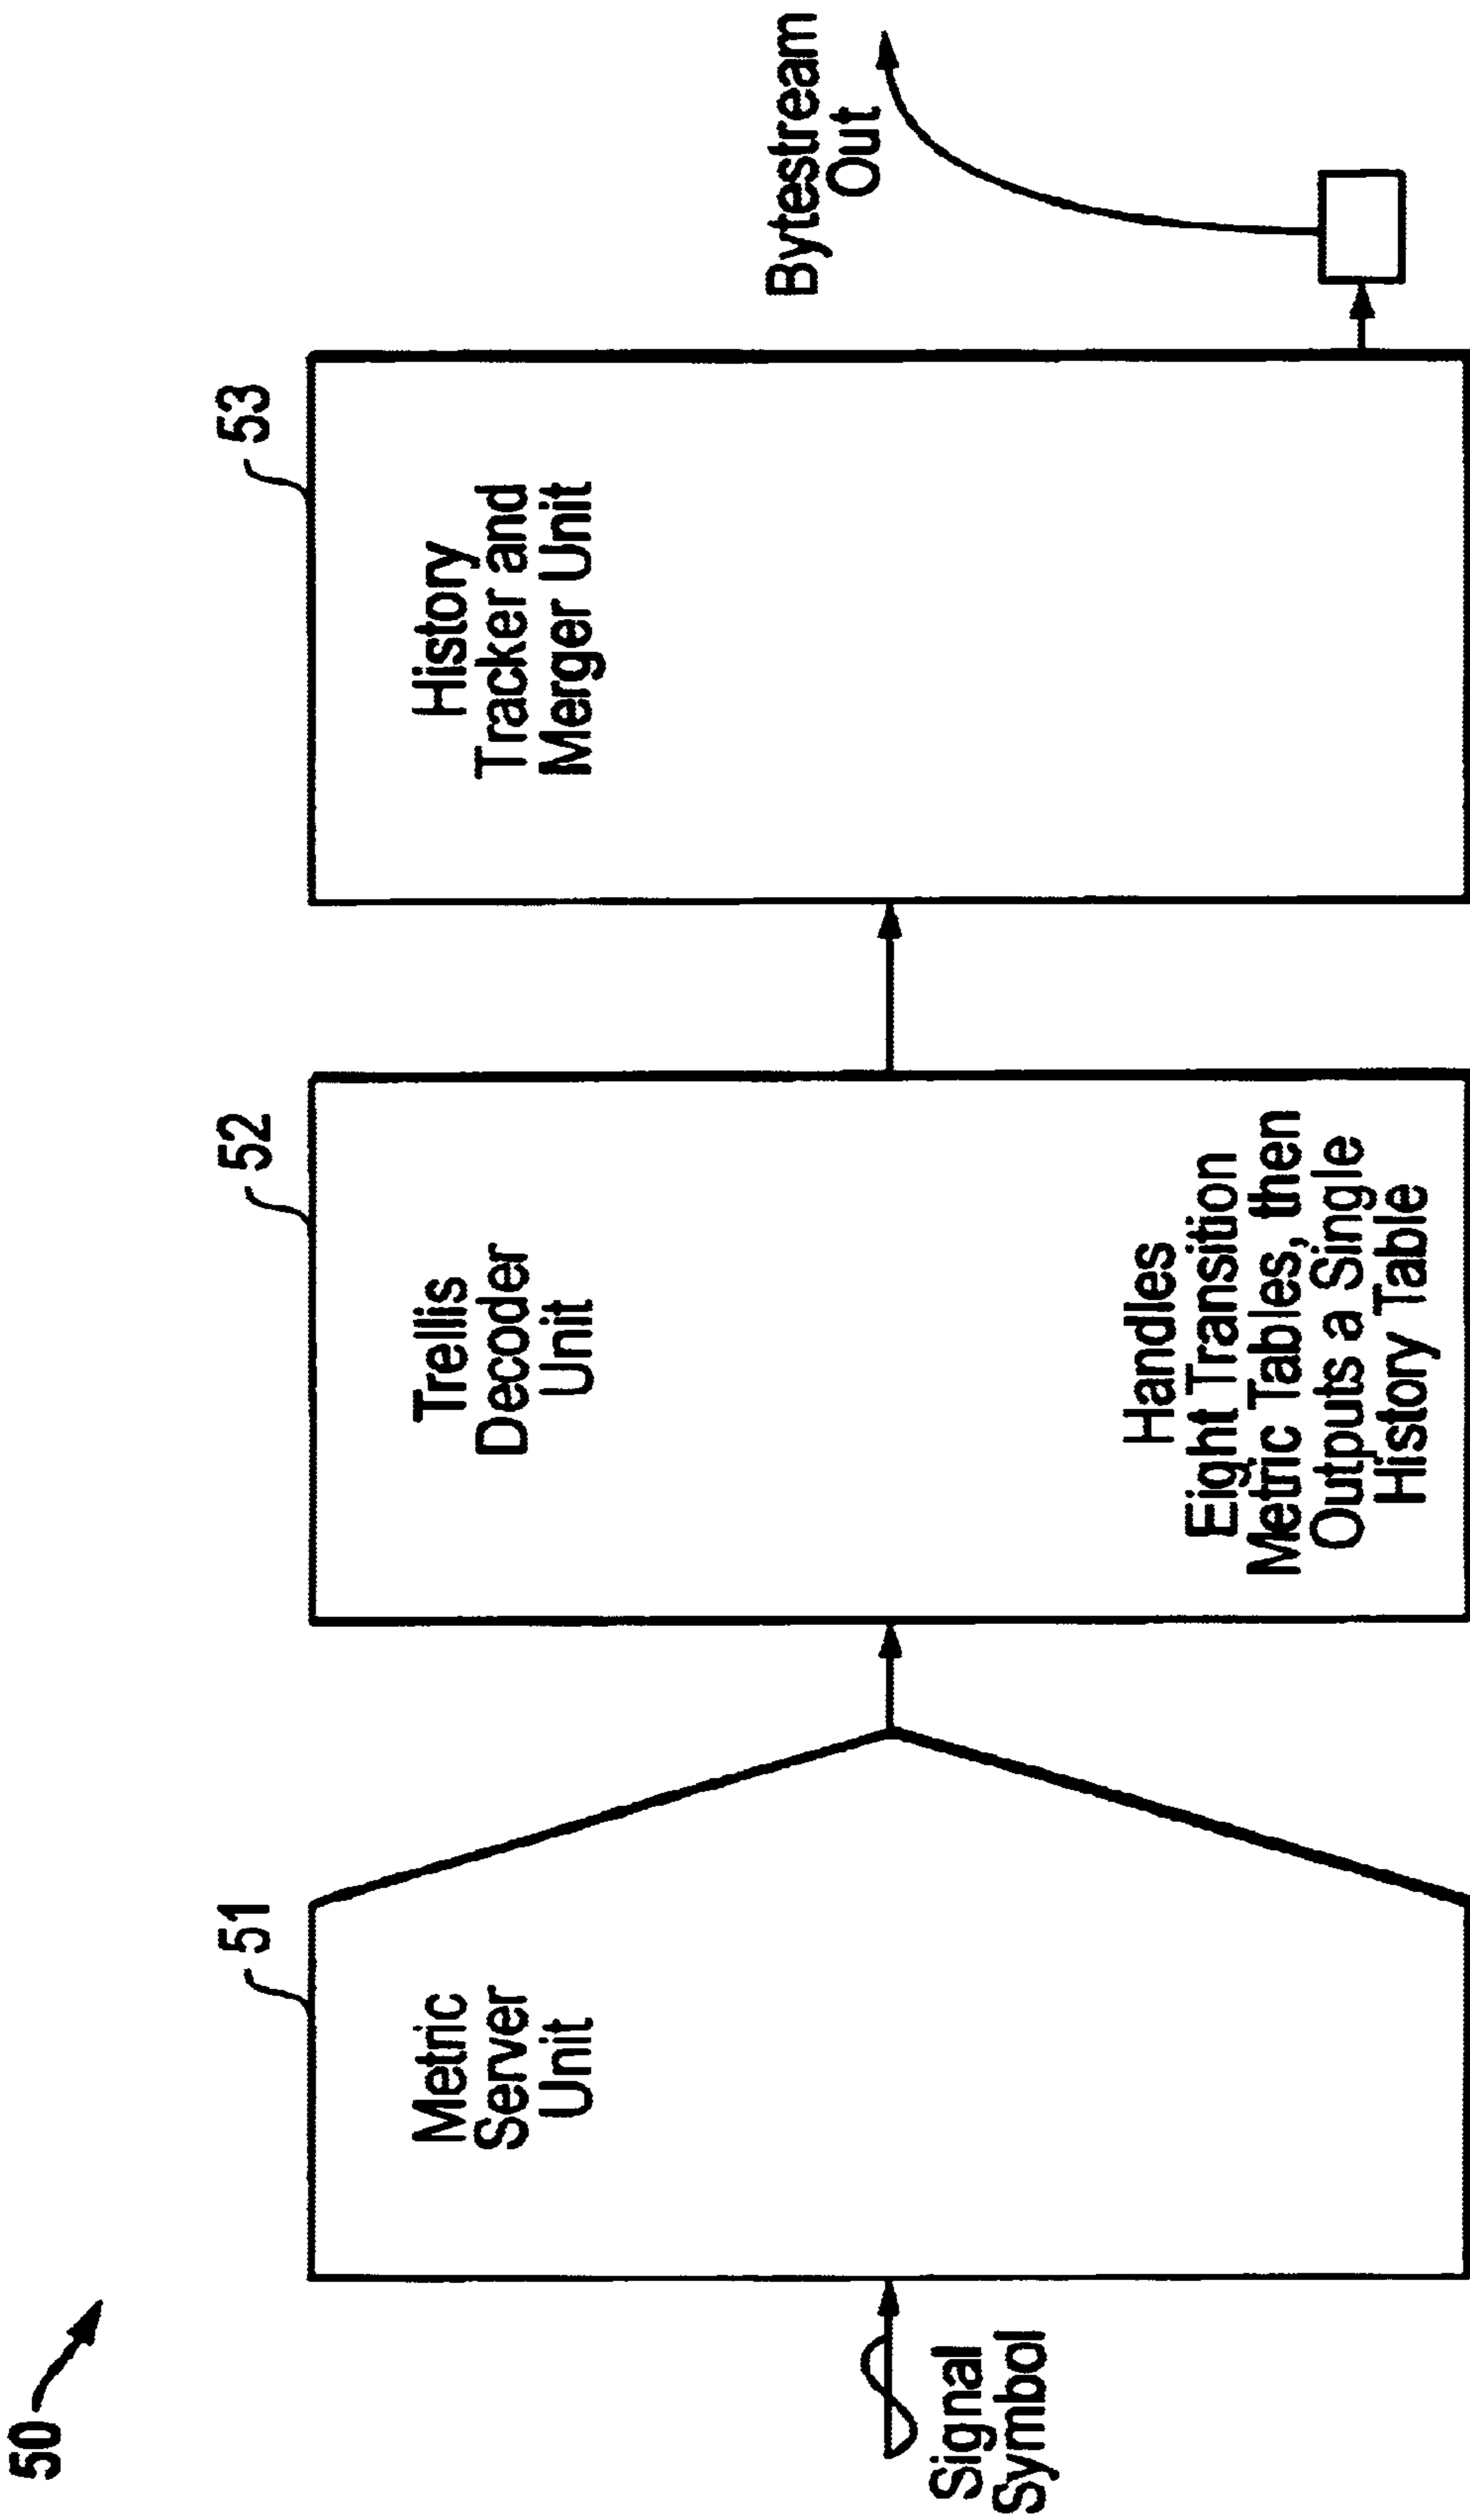 50
51
Metric
Server
Unit
Signal
Symbol
52
Trellis
Decoder
Unit
Handles
Eight Transition
Metric Tables, then
Outputs a Single
History Table
53
History
Tracker and
Merger Unit
Bytestream
Out